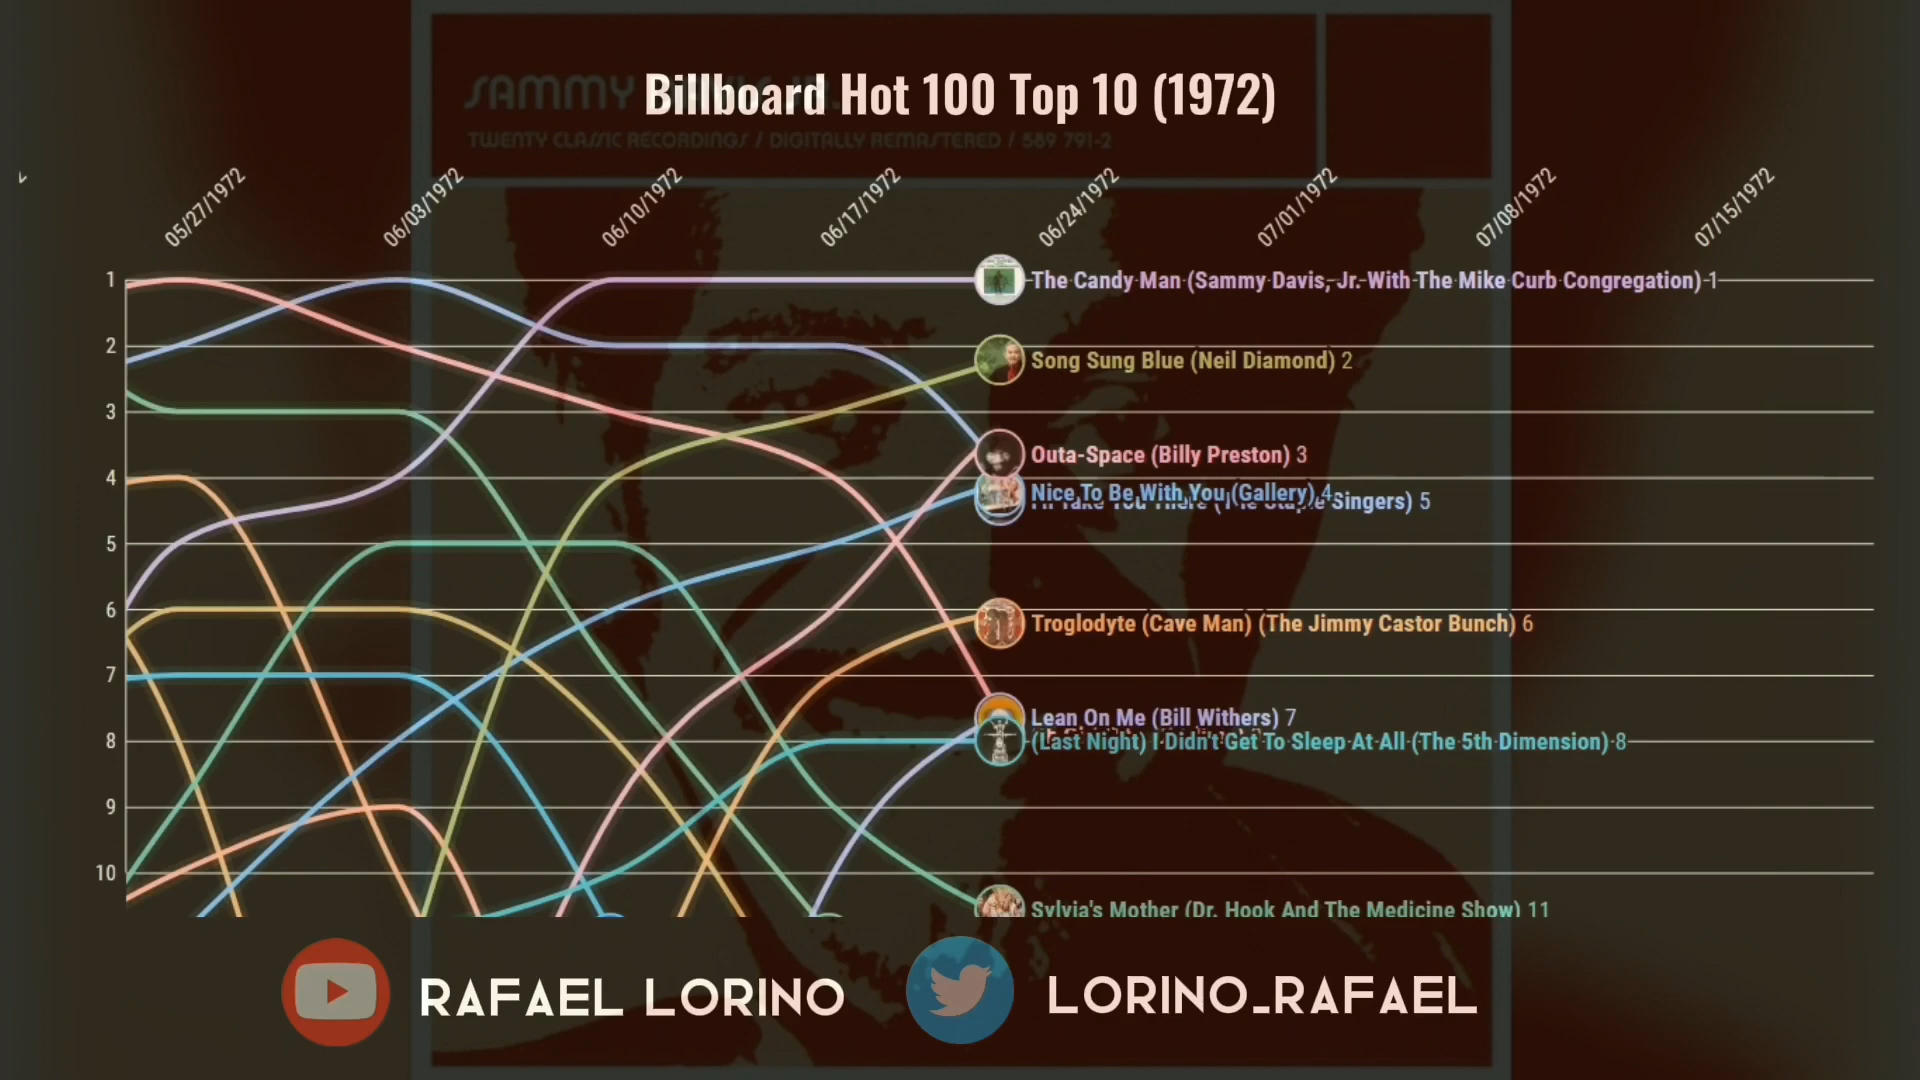 SAMMY
Billboard Hot 100 Top 10 (1972)
TWENTY CLASSIC RECORDINGS / DIGITALLY REMASTERED / 589 791-2
05/27/1972
06/03/1972
06/10/1972
06/17/1972
06/24/1972
07/01/1972
07/08/1972
07/15/1972
1
The Candy Man (Sammy Davis, Jr. With The Mike Curb Congregation) 1
2
Song Sung Blue (Neil Diamond) 2
3
Outa-Space (Billy Preston) 3
4
Nice To Be With You (Gallery) 4
I'll Take You There (The Staple Singers) 5
5
6
Troglodyte (Cave Man) (The Jimmy Castor Bunch) 6
7
Lean On Me (Bill Withers) 7
8
(Last Night) I Didn't Get To Sleep At All (The 5th Dimension) 8
9
10
Sylvia's Mother (Dr. Hook And The Medicine Show) 11
RAFAEL LORINO
LORINO_RAFAEL